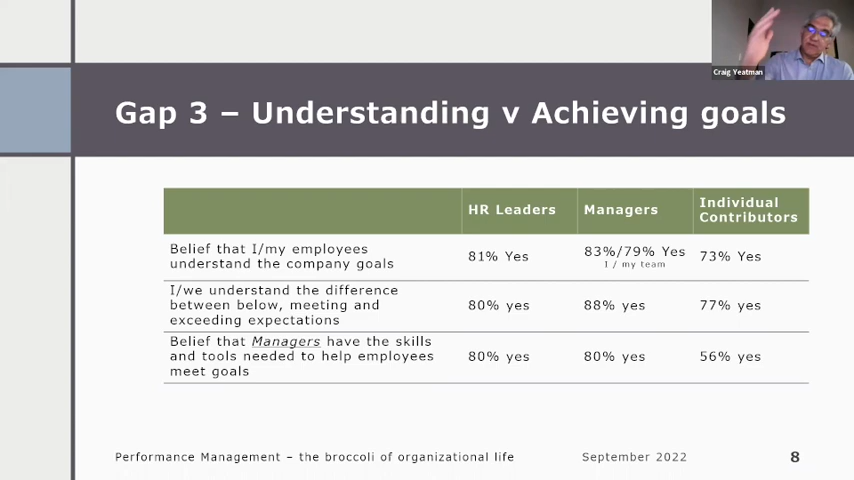 Craig Yeatman
Gap 3 – Understanding v Achieving goals
HR Leaders
Managers
Individual
Contributors
Belief that I/my employees
understand the company goals
81% Yes
83%/79% Yes
I / my team
73% Yes
I/we understand the difference
between below, meeting and
exceeding expectations
80% yes
88% yes
77% yes
Belief that Managers have the skills
and tools needed to help employees
meet goals
80% yes
80% yes
56% yes
Performance Management – the broccoli of organizational life
September 2022
8